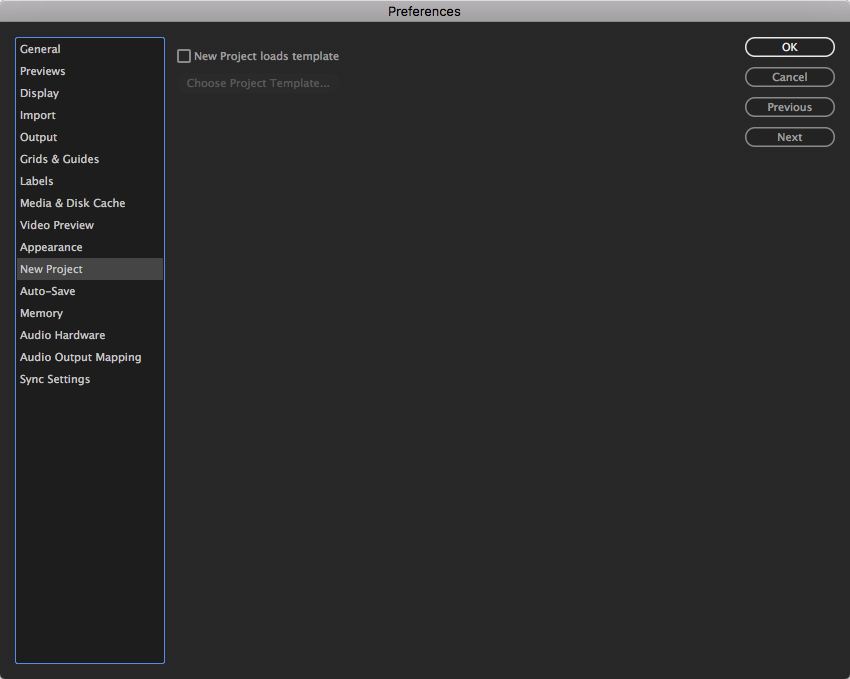 Preferences
General
Previews
Display
Import
Output
Grids & Guides
Labels
Media & Disk Cache
Video Preview
Appearance
New Project
Auto-Save
Memory
Audio Hardware
Audio Output Mapping
Sync Settings
New Project loads template
Choose Project Template...
OK
Cancel
Previous
Next